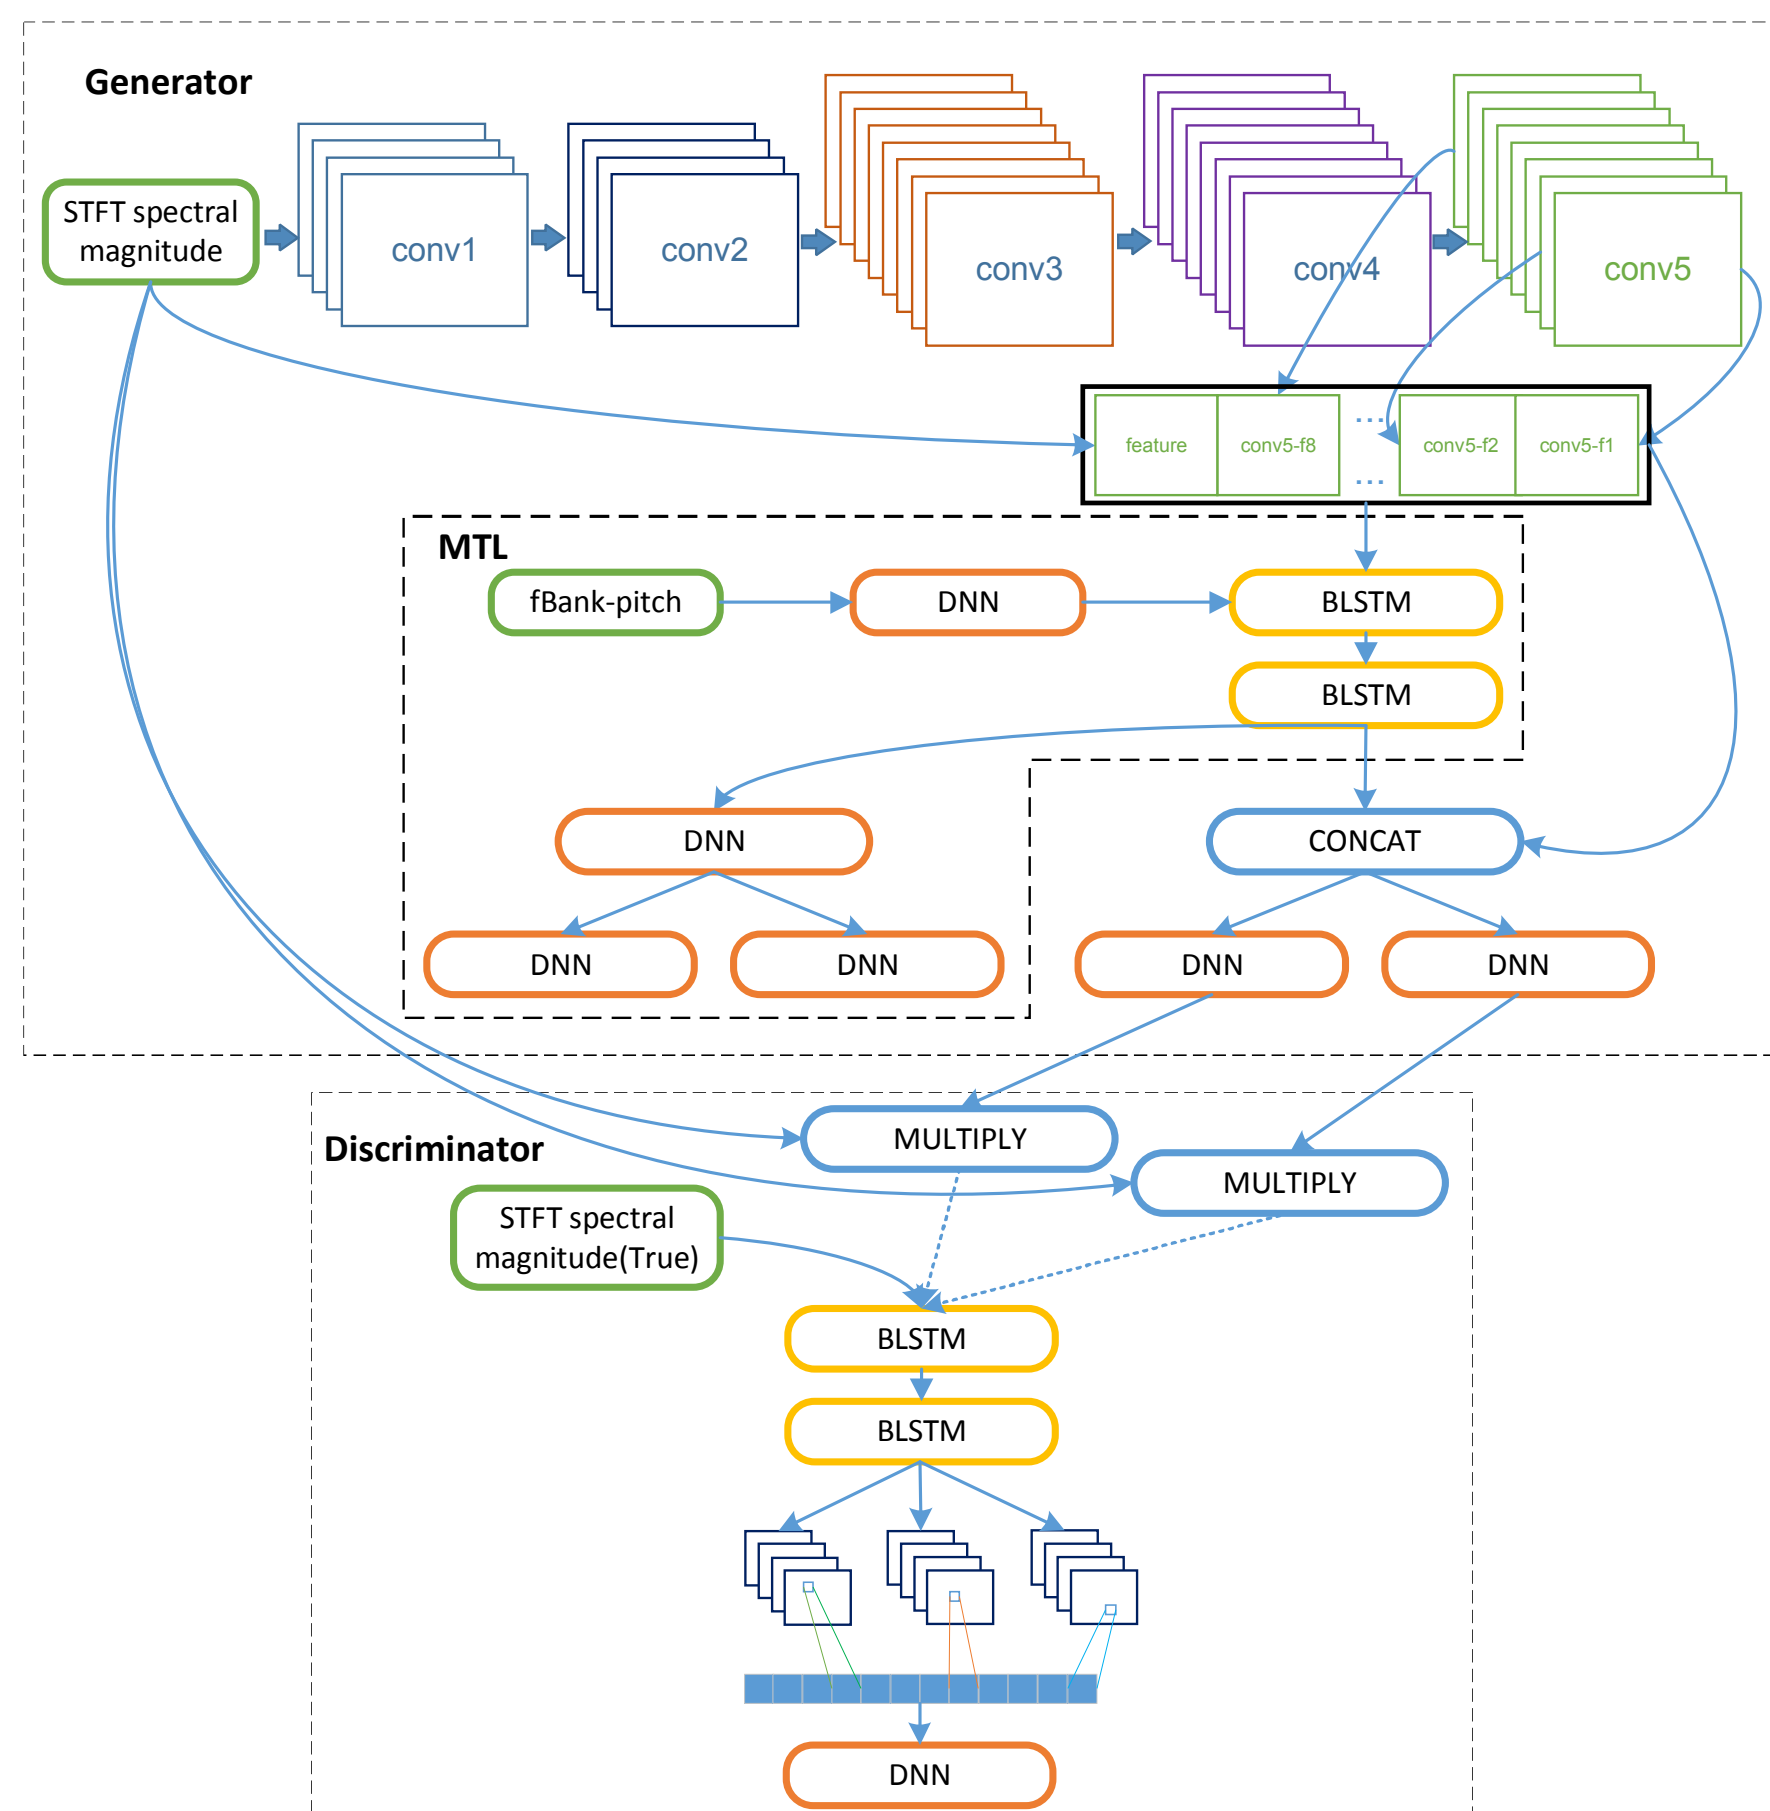 Generator
STFT spectral
magnitude
conv1
conv2
conv3
conv4
conv5
feature
conv5-f8
...
...
conv5-f2
conv5-f1
MTL
fBank-pitch
DNN
BLSTM
BLSTM
DNN
CONCAT
DNN
DNN
DNN
DNN
MULTIPLY
Discriminator
MULTIPLY
STFT spectral
magnitude(True)
BLSTM
BLSTM
DNN